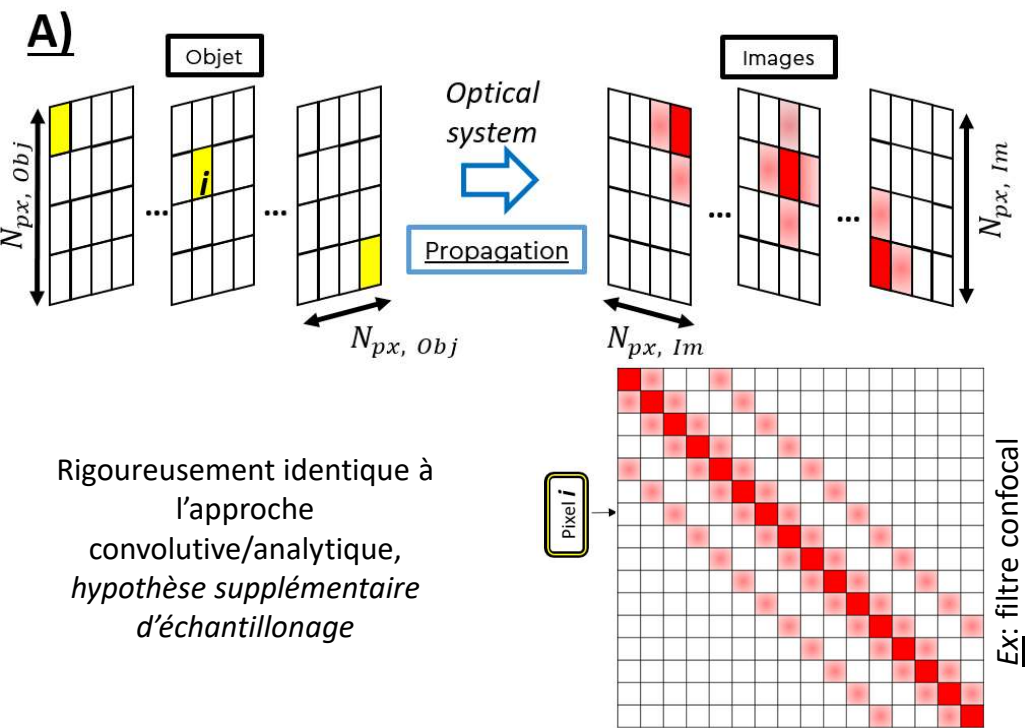 A)
Objet
Images
Optical
system
i
N_{px, Obj}
N_{px, Im}
...
...
...
...
Propagation
N_{px, Obj}
N_{px, Im}
Rigoureusement identique à
l'approche
convolutive/analytique,
hypothèse supplémentaire
d'échantillonage
Pixel i
Ex: filtre confocal